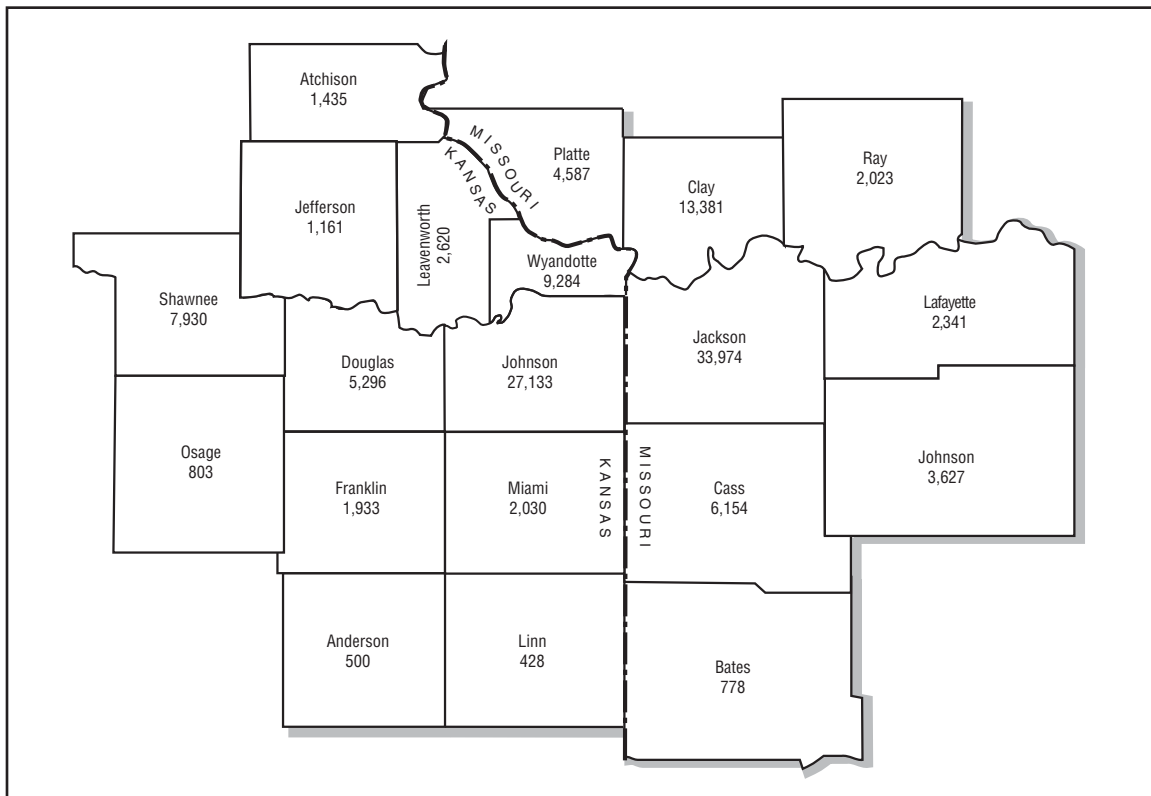 Atchison
1,435
MISSOURI
KANSAS
Platte
4,587
Clay
13,381
Ray
2,023
Jefferson
1,161
Leavenworth
2,620
Wyandotte
9,284
Shawnee
7,930
Douglas
5,296
Johnson
27,133
Jackson
33,974
Lafayette
2,341
Osage
803
Franklin
1,933
Miami
2,030
KANSAS
MISSOURI
Cass
6,154
Johnson
3,627
Anderson
500
Linn
428
Bates
778